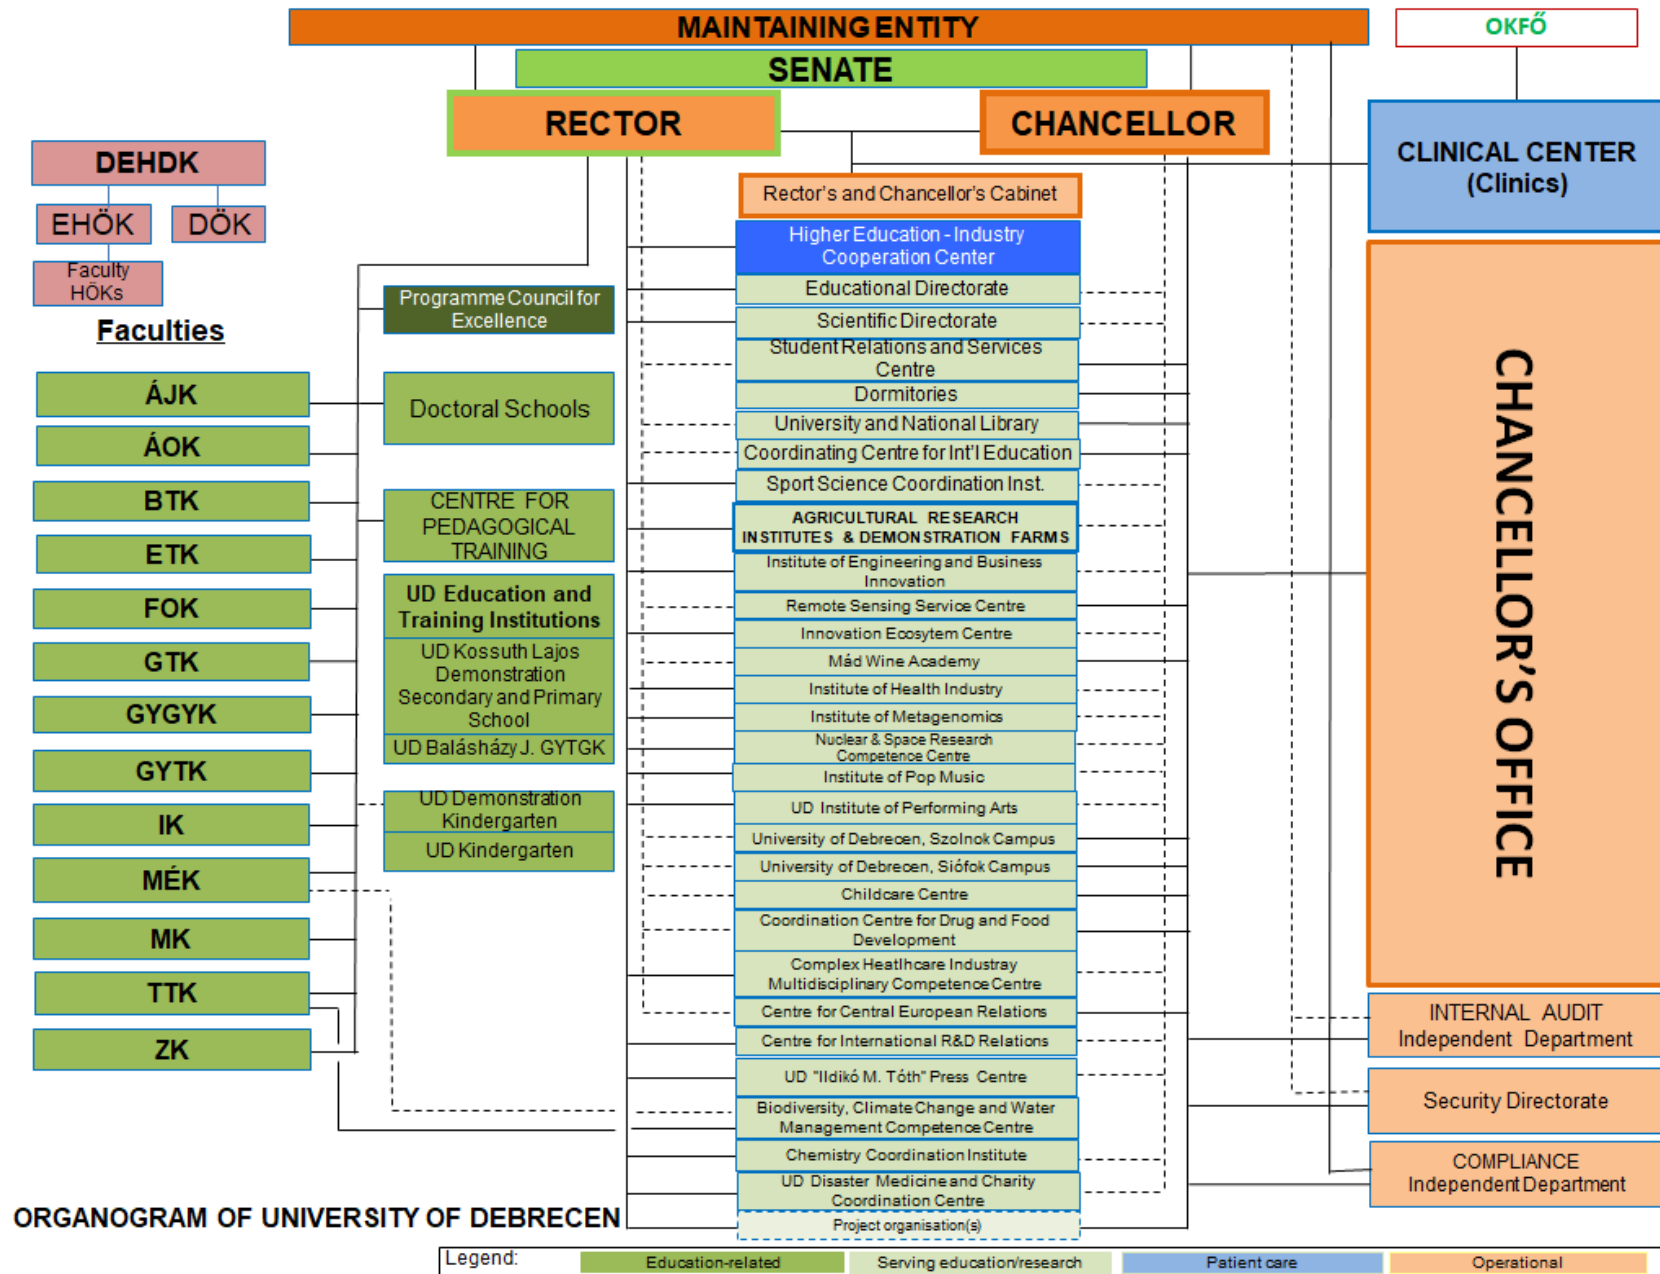 MAINTAINING ENTITY
OKFŐ
SENATE
RECTOR
CHANCELLOR
CLINICAL CENTER
(Clinics)
DEHDK
EHÖK
DÖK
Faculty
HÖKs
Faculties
ÁJK
ÁOK
BTK
ETK
FOK
GTK
GYGYK
GYTK
IK
MÉK
MK
TTK
ZK
Programme Council for
Excellence
Doctoral Schools
CENTRE FOR
PEDAGOGICAL
TRAINING
UD Education and
Training Institutions
UD Kossuth Lajos
Demonstration
Secondary and Primary
School
UD Balásházy J. GYTGK
UD Demonstration
Kindergarten
UD Kindergarten
Rector's and Chancellor's Cabinet
Higher Education - Industry
Cooperation Center
Educational Directorate
Scientific Directorate
Student Relations and Services
Centre
Dormitories
University and National Library
Coordinating Centre for Int'l Education
Sport Science Coordination Inst.
AGRICULTURAL RESEARCH
INSTITUTES & DEMONSTRATION FARMS
Institute of Engineering and Business
Innovation
Remote Sensing Service Centre
Innovation Ecosytem Centre
Mád Wine Academy
Institute of Health Industry
Institute of Metagenomics
Nuclear & Space Research
Competence Centre
Institute of Pop Music
UD Institute of Performing Arts
University of Debrecen, Szolnok Campus
University of Debrecen, Siófok Campus
Childcare Centre
Coordination Centre for Drug and Food
Development
Complex Heatlhcare Industray
Multidisciplinary Competence Centre
Centre for Central European Relations
Centre for International R&D Relations
UD "Ildikó M. Tóth" Press Centre
Biodiversity, Climate Change and Water
Management Competence Centre
Chemistry Coordination Institute
UD Disaster Medicine and Charity
Coordination Centre
Project organisation(s)
CHANCELLOR'S OFFICE
INTERNAL AUDIT
Independent Department
Security Directorate
COMPLIANCE
Independent Department
ORGANOGRAM OF UNIVERSITY OF DEBRECEN
Legend:
Education-related
Serving education/research
Patient care
Operational